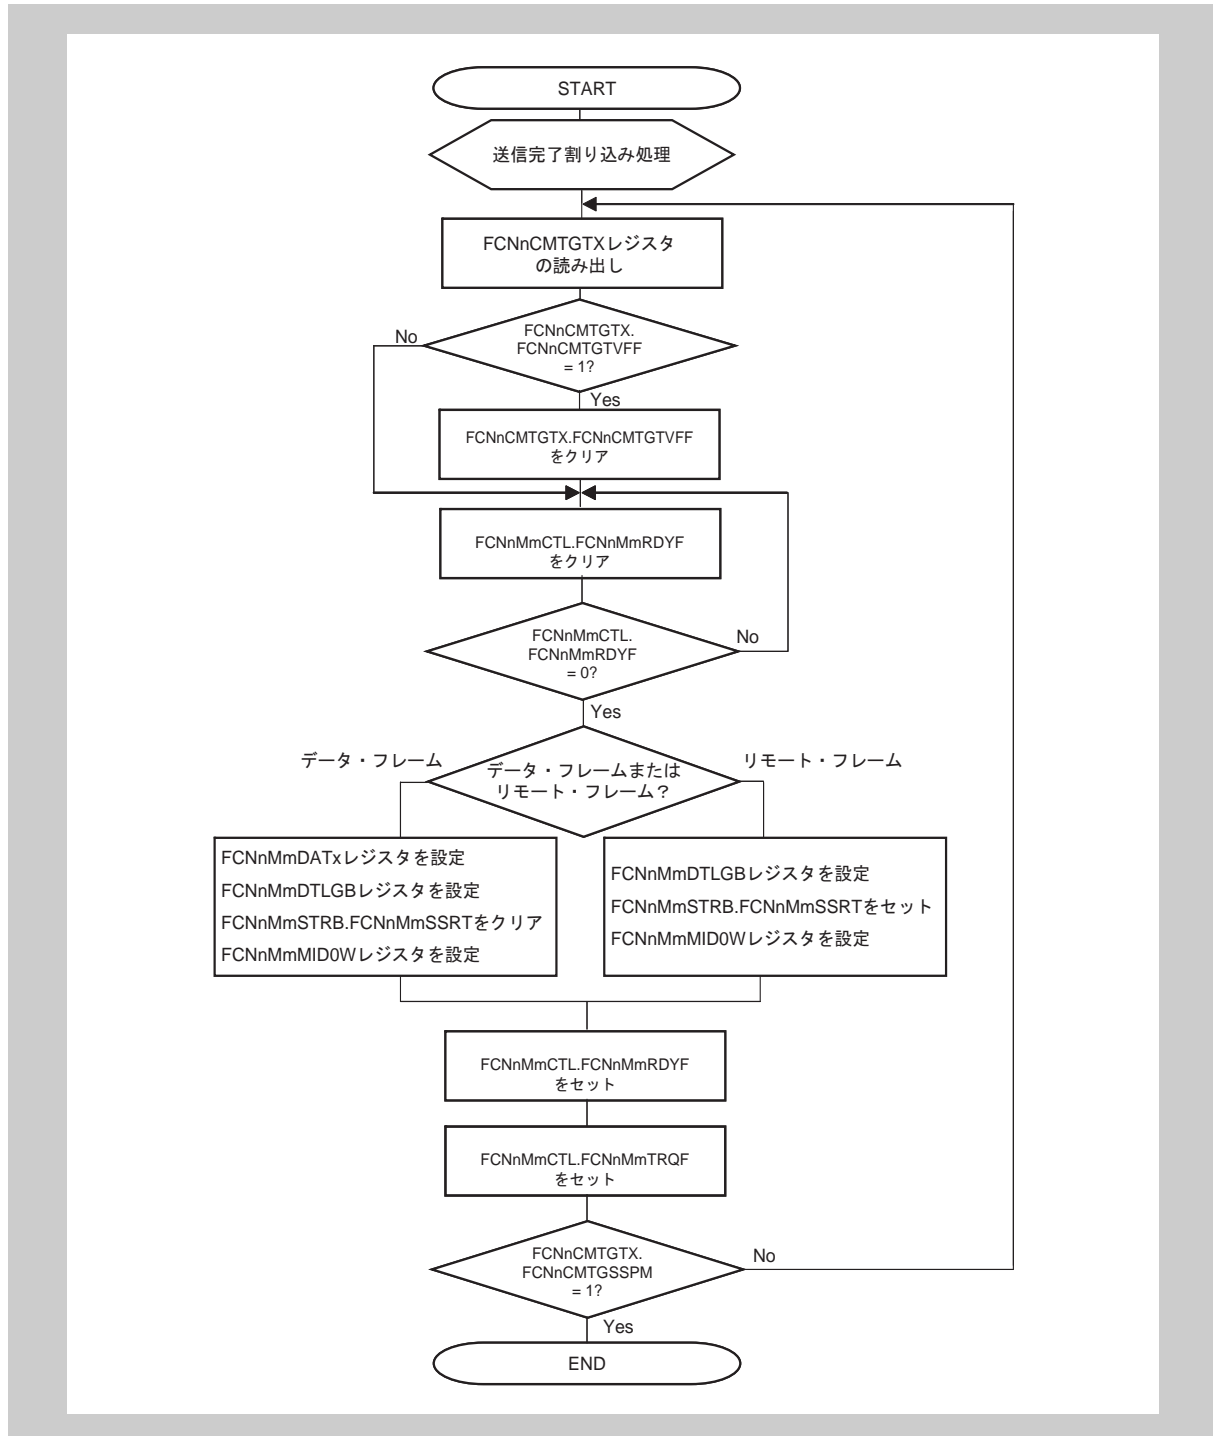 START
送信完了割り込み処理
FCNnCMTGTXレジスタ
の読み出し
FCNnCMTGTX.
FCNnCMTGTVFF
= 1?
No
Yes
FCNnCMTGTX.FCNnCMTGTVFF
をクリア
FCNnMmCTL.FCNnMmRDYF
をクリア
FCNnMmCTL.
FCNnMmRDYF
= 0?
No
Yes
データ・フレーム
データ・フレームまたは
リモート・フレーム？
リモート・フレーム
FCNnMmDATxレジスタを設定
FCNnMmDTLGBレジスタを設定
FCNnMmSTRB.FCNnMmSSRTをクリア
FCNnMmMID0Wレジスタを設定
FCNnMmDTLGBレジスタを設定
FCNnMmSTRB.FCNnMmSSRTをセット
FCNnMmMID0Wレジスタを設定
FCNnMmCTL.FCNnMmRDYF
をセット
FCNnMmCTL.FCNnMmTRQF
をセット
FCNnCMTGTX.
FCNnCMTGSSPM
= 1?
No
Yes
END